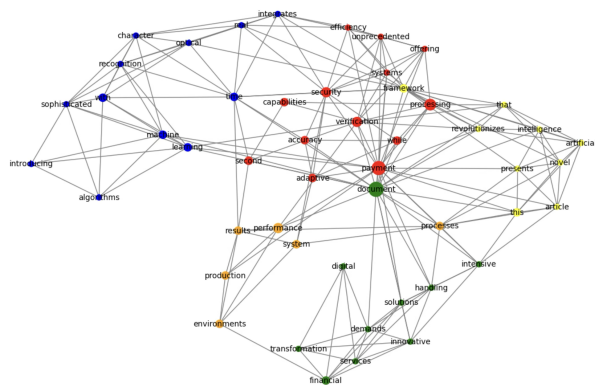 integrates
real
efficiency
character
unprecedented
optical
offering
recognition
systems
framework
security
time
with
capabilities
sophisticated
processing
that
verification
revolutionizes
intelligence
machine
accuracy
while
artificia
learning
second
introducing
payment
presents
novel
adaptive
document
algorithms
article
this
processes
performance
results
system
intensive
digital
production
handling
solutions
environments
demands
innovative
transformation
services
financial